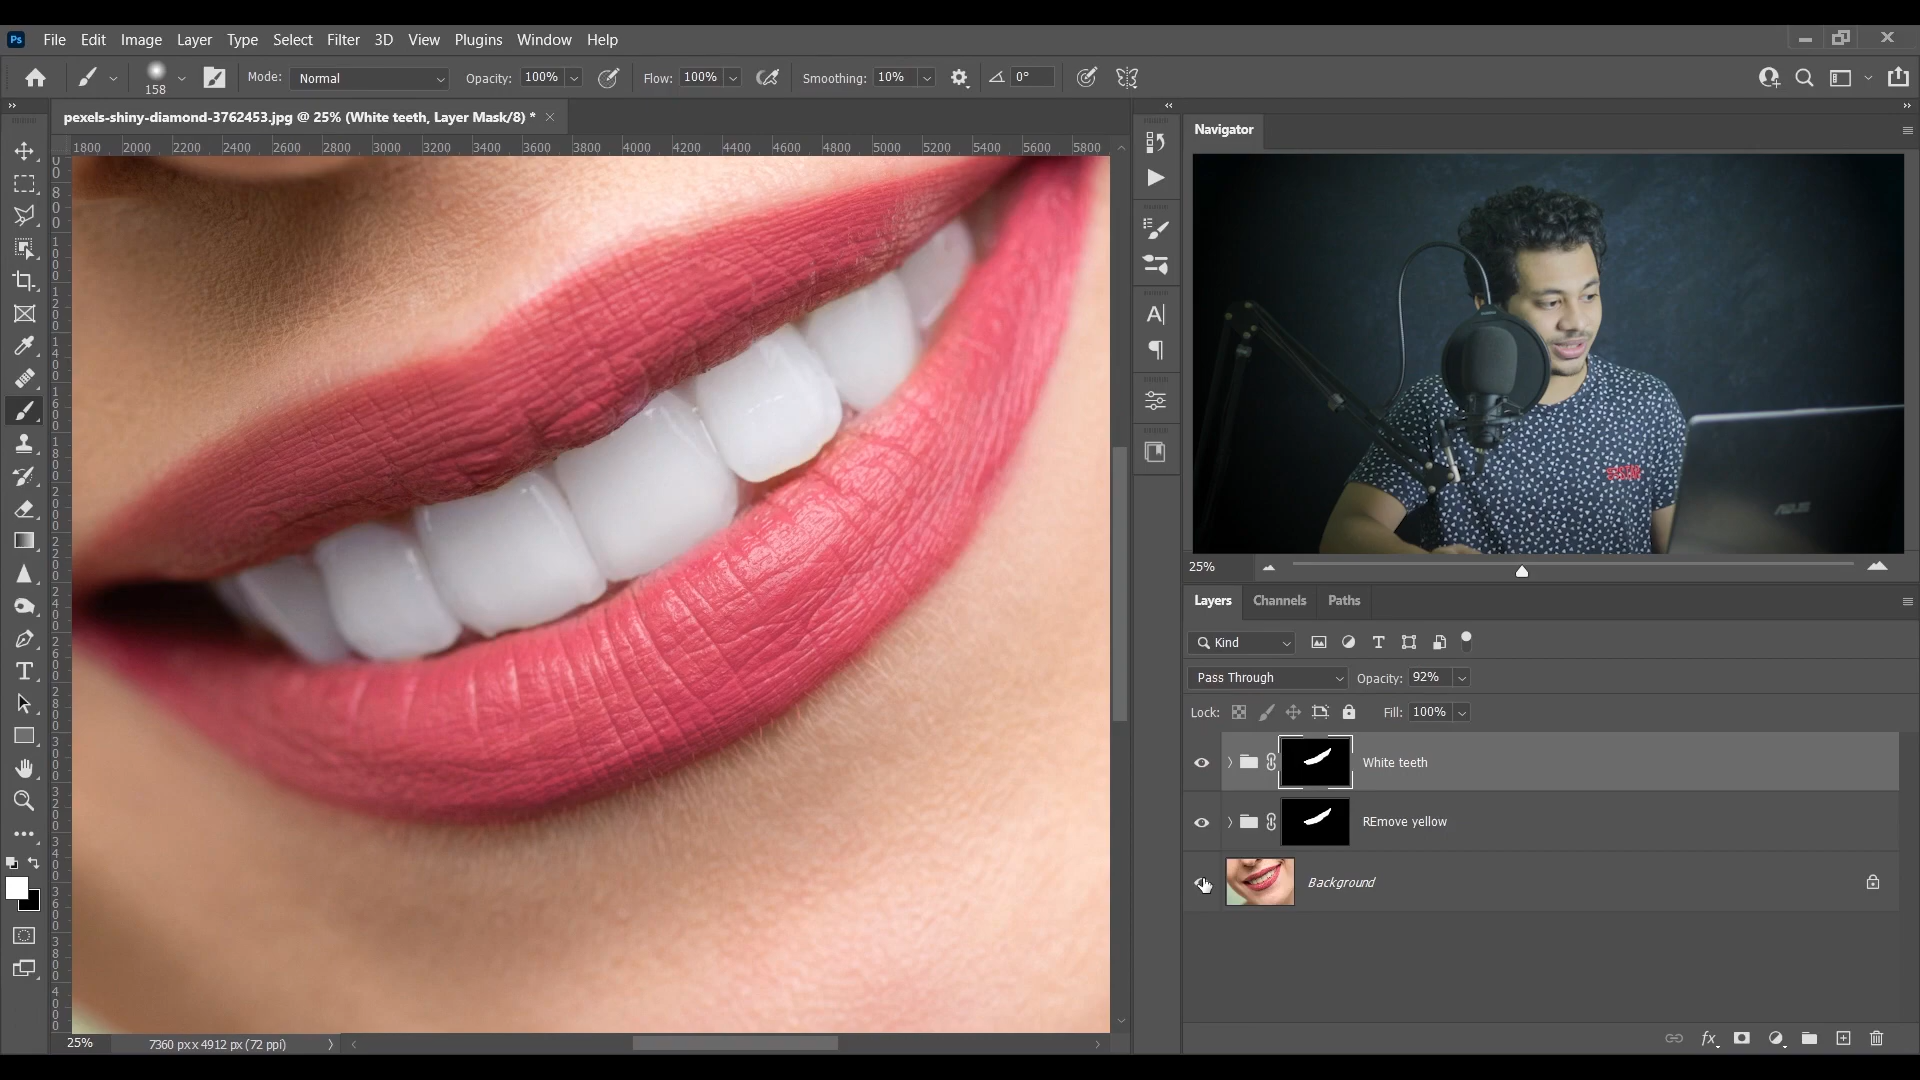 Ps File Edit Image Layer Type Select Filter 3D View Plugins Window Help
158 Mode: Normal Opacity: 100% Flow: 100% Smoothing: 10% 0°
pexels-shiny-diamond-3762453.jpg @ 25% (White teeth, Layer Mask/8) *
1800 2000 2200 2400 2600 2800 3000 3200 3400 3600 3800 4000 4200 4400 4600 4800 5000 5200 5400 5600 5800
Navigator
ASUS
25%
Layers Channels Paths
Kind
Pass Through Opacity: 92%
Lock: Fill: 100%
White teeth
REmove yellow
Background
25% 7360 px x 4912 px (72 ppi)
fx